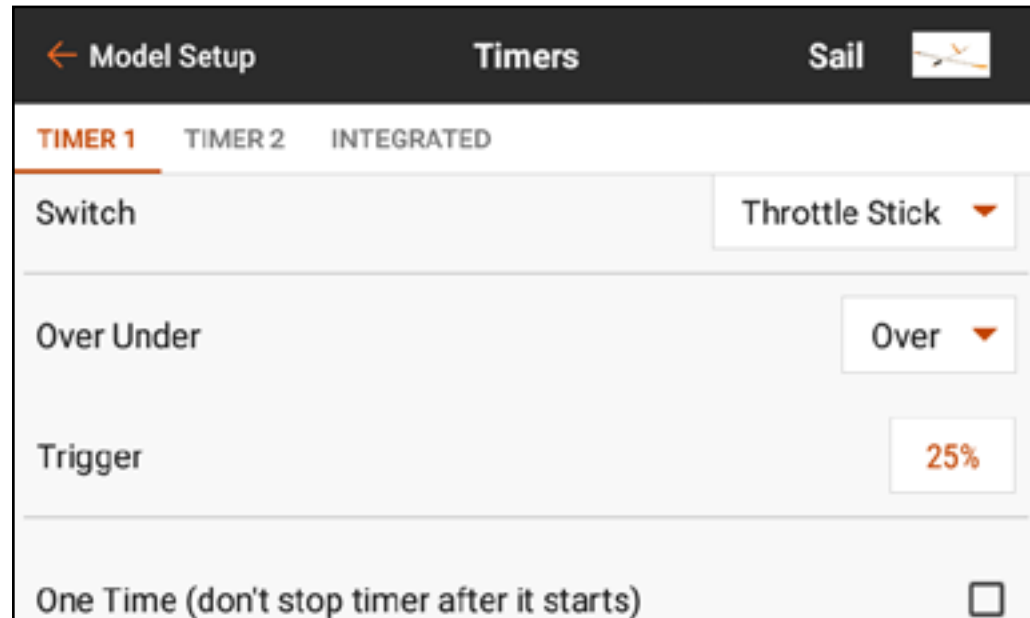 ← Model Setup Timers Sail
TIMER 1 TIMER 2 INTEGRATED
Switch Throttle Stick
Over Under Over
Trigger 25%
One Time (don't stop timer after it starts)